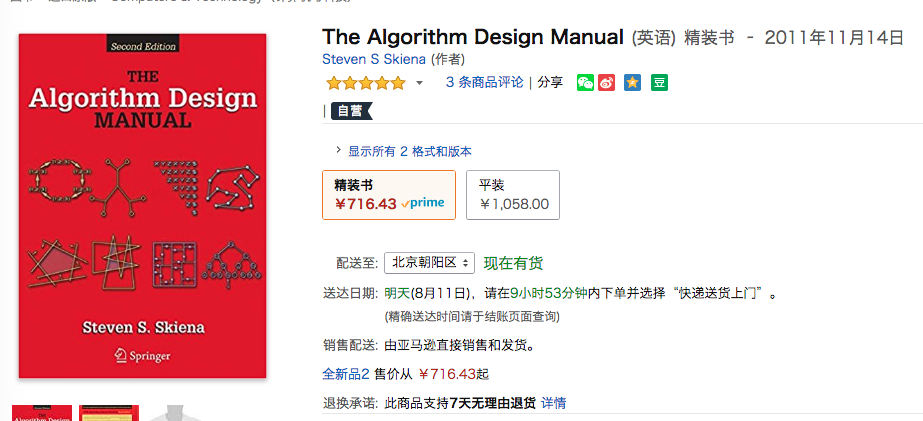 Second Edition
THE
Algorithm Design
MANUAL
Steven S. Skiena
Springer
The Algorithm Design Manual (英语) 精装书 - 2011年11月14日
Steven S Skiena (作者)
3 条商品评论 | 分享
豆
| 自营
显示所有 2 格式和版本
精装书
￥716.43 prime
平装
￥1,058.00
配送至: 北京朝阳区 现在有货
送达日期: 明天(8月11日)，请在9小时53分钟内下单并选择“快递送货上门”。
(精确送达时间请于结账页面查询)
销售配送: 由亚马逊直接销售和发货。
全新品2 售价从 ￥716.43起
退换承诺: 此商品支持7天无理由退货 详情